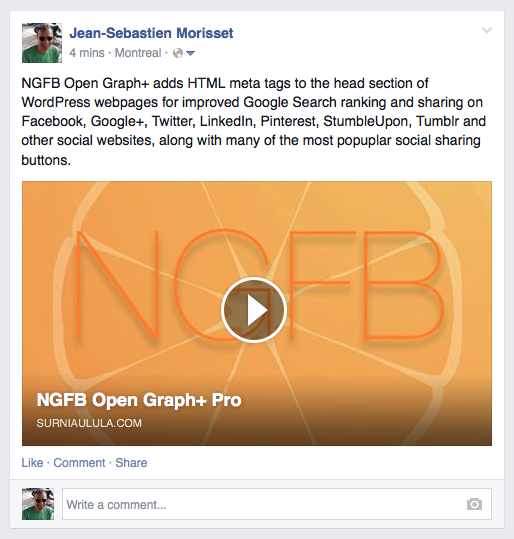 Jean-Sebastien Morisset
4 mins · Montreal ·
NGFB Open Graph+ adds HTML meta tags to the head section of
WordPress webpages for improved Google Search ranking and sharing on
Facebook, Google+, Twitter, LinkedIn, Pinterest, StumbleUpon, Tumblr and
other social websites, along with many of the most popuplar social sharing
buttons.
NGFB
NGFB Open Graph+ Pro
SURNIAULULA.COM
Like · Comment · Share
Write a comment...